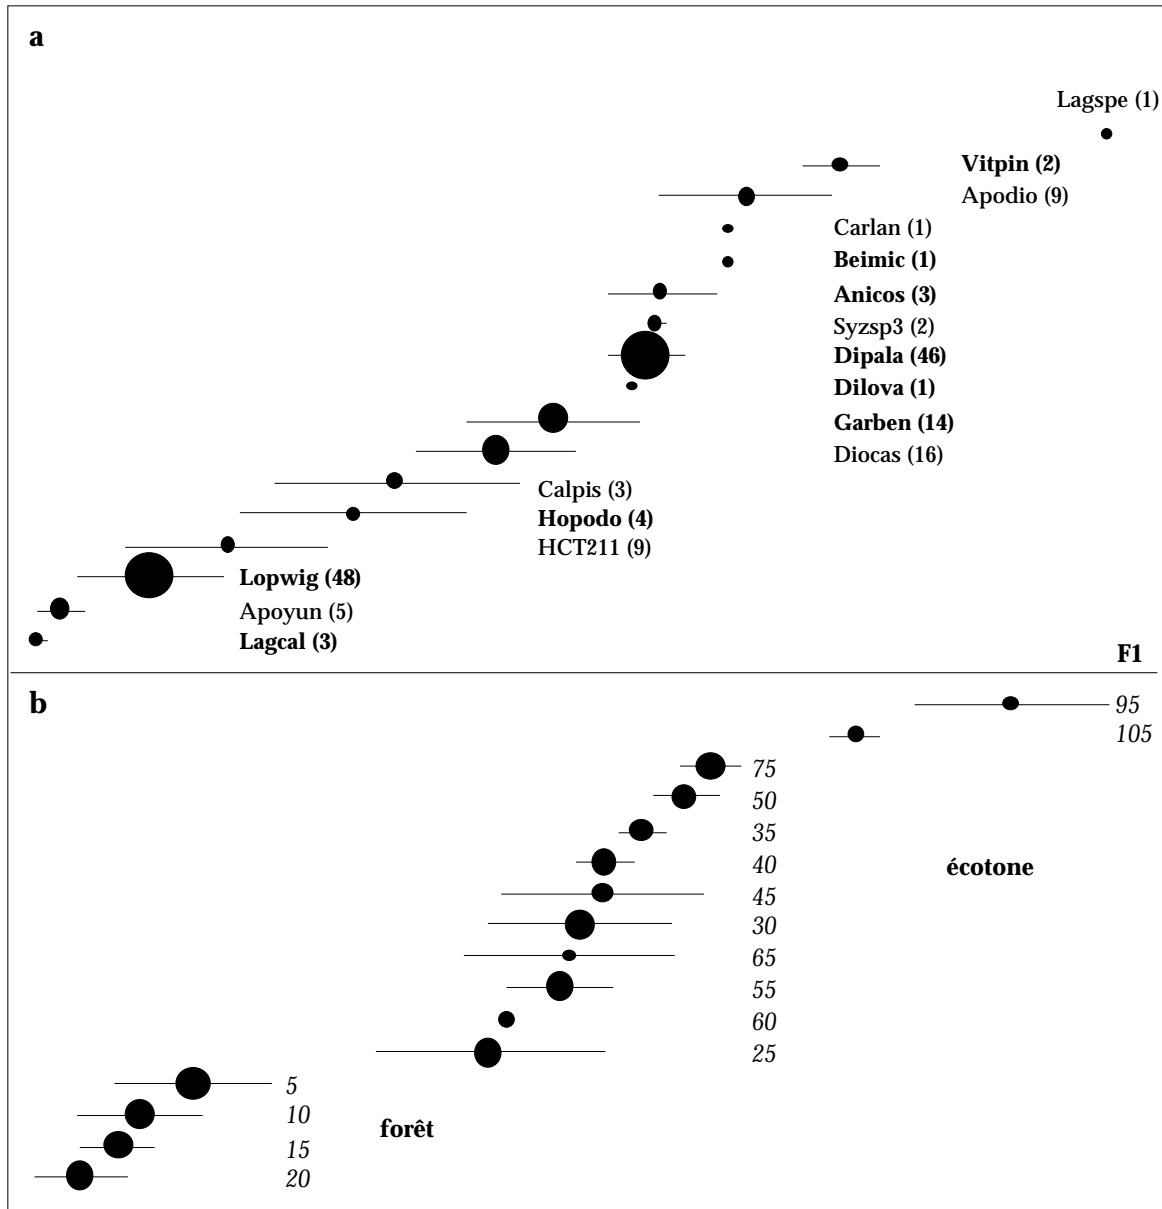 a
Lagspe (1)
Vitpin (2)
Apodio (9)
Carlan (1)
Beimic (1)
Anicos (3)
Syzsp3 (2)
Dipala (46)
Dilova (1)
Garben (14)
Diocas (16)
Calpis (3)
Hopodo (4)
HCT211 (9)
Lopwig (48)
Apoyun (5)
Lagcal (3)
F1
b
95
105
75
50
35
40
écotone
45
30
65
55
60
25
5
10
forêt
15
20